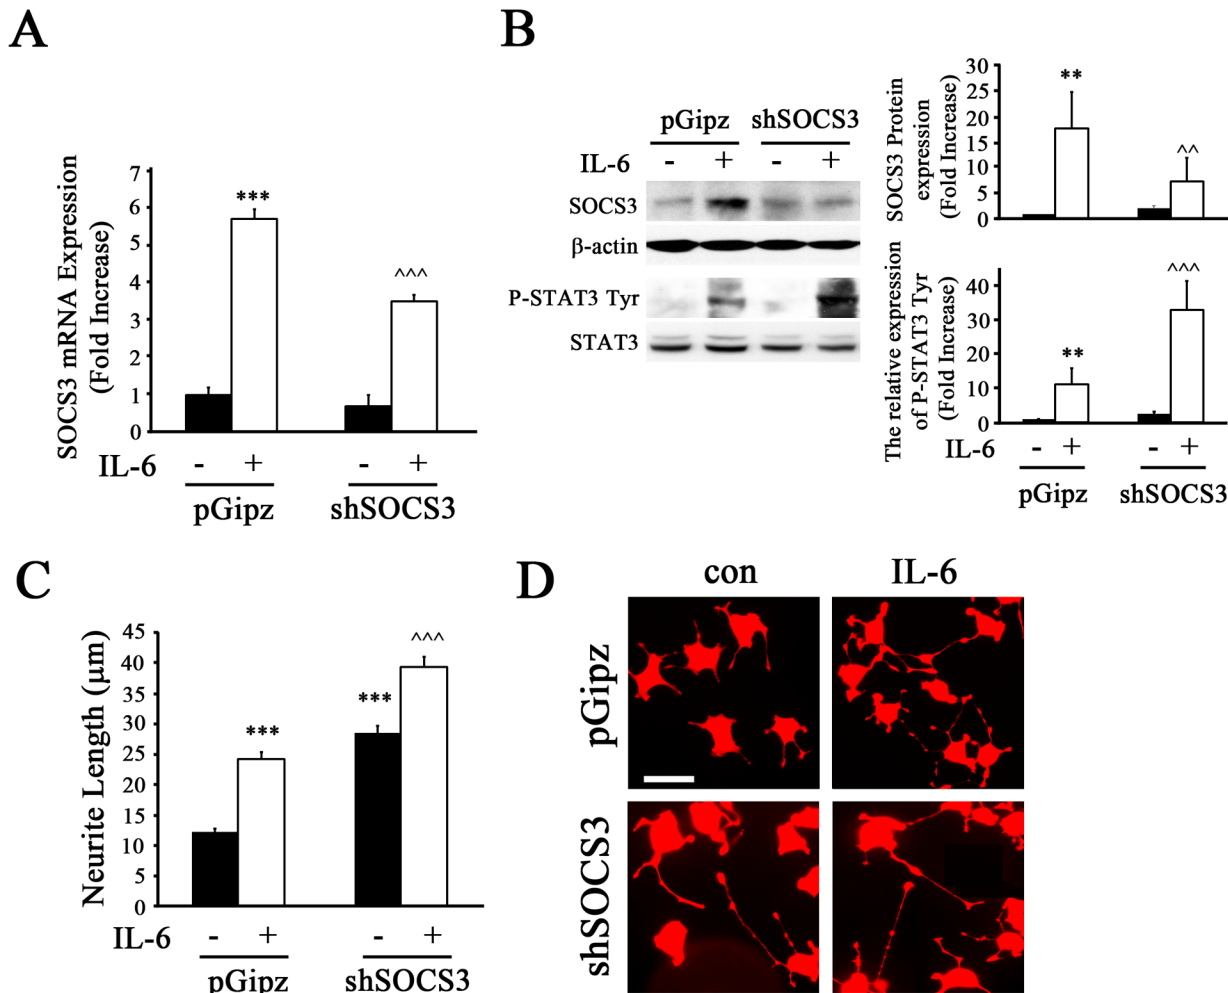 A
SOCS3 mRNA Expression
(Fold Increase)
7
6
5
4
3
2
1
0
***
^^^
IL-6 - + - +
pGipz shSOCS3
B
pGipz shSOCS3
IL-6 - + - +
SOCS3
β-actin
P-STAT3 Tyr
STAT3
SOCS3 Protein
expression
(Fold Increase)
30
25
20
15
10
5
0
**
^^
The relative expression
of P-STAT3 Tyr
(Fold Increase)
40
30
20
10
0
**
^^^
IL-6 - + - +
pGipz shSOCS3
C
Neurite Length (µm)
45
40
35
30
25
20
15
10
5
0
***
***
^^^
IL-6 - + - +
pGipz shSOCS3
D
con IL-6
pGipz
shSOCS3